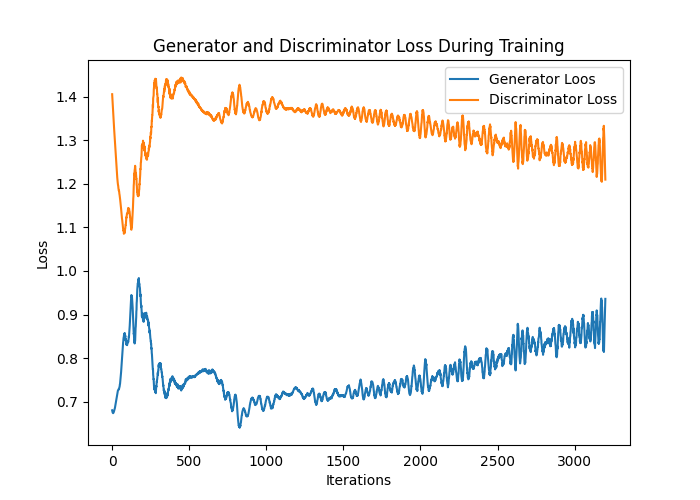 Generator and Discriminator Loss During Training
Generator Loos
Discriminator Loss
1.4
1.3
1.2
1.1
1.0
0.9
0.8
0.7
Loss
0 500 1000 1500 2000 2500 3000
Iterations